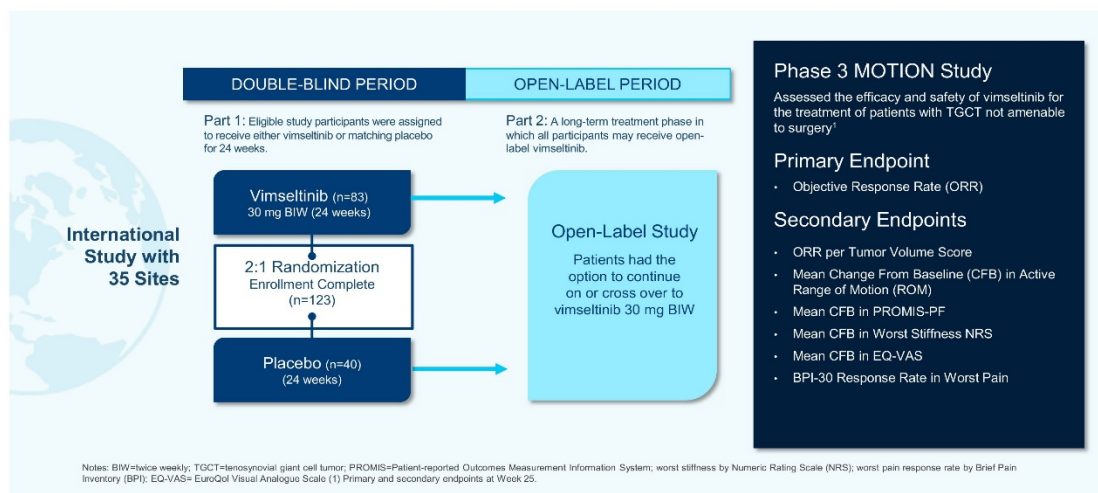 DOUBLE-BLIND PERIOD
OPEN-LABEL PERIOD
Part 1: Eligible study participants were assigned
to receive either vimseltinib or matching placebo
for 24 weeks.
Part 2: A long-term treatment phase in
which all participants may receive open-
label vimseltinib.
International
Study with
35 Sites
Vimseltinib (n=83)
30 mg BIW (24 weeks)
2:1 Randomization
Enrollment Complete
(n=123)
Placebo (n=40)
(24 weeks)
Open-Label Study
Patients had the
option to continue
on or cross over to
vimseltinib 30 mg BIW
Phase 3 MOTION Study
Assessed the efficacy and safety of vimseltinib for
the treatment of patients with TGCT not amenable
to surgery1
Primary Endpoint
• Objective Response Rate (ORR)
Secondary Endpoints
• ORR per Tumor Volume Score
• Mean Change From Baseline (CFB) in Active
Range of Motion (ROM)
• Mean CFB in PROMIS-PF
• Mean CFB in Worst Stiffness NRS
• Mean CFB in EQ-VAS
• BPI-30 Response Rate in Worst Pain
Notes: BIW=twice weekly; TGCT=tenosynovial giant cell tumor; PROMIS=Patient-reported Outcomes Measurement Information System; worst stiffness by Numeric Rating Scale (NRS); worst pain response rate by Brief Pain
Inventory (BPI); EQ-VAS= EuroQol Visual Analogue Scale (1) Primary and secondary endpoints at Week 25.